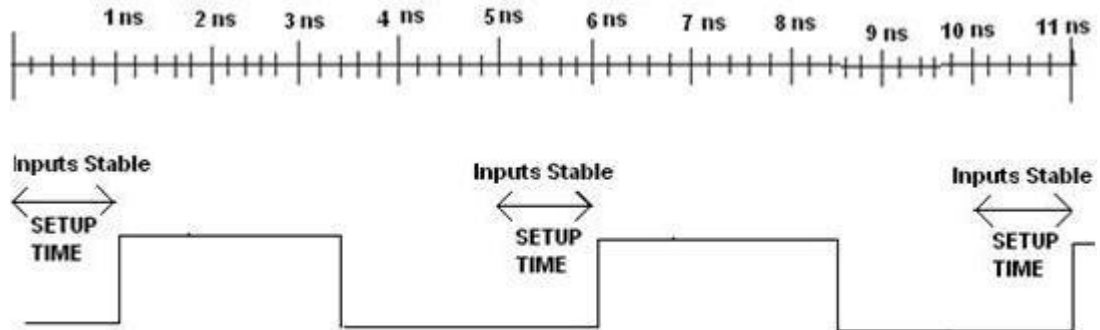 1 ns 2 ns 3 ns 4 ns 5 ns 6 ns 7 ns 8 ns 9 ns 10 ns 11 ns
Inputs Stable
SETUP
TIME
Inputs Stable
SETUP
TIME
Inputs Stable
SETUP
TIME